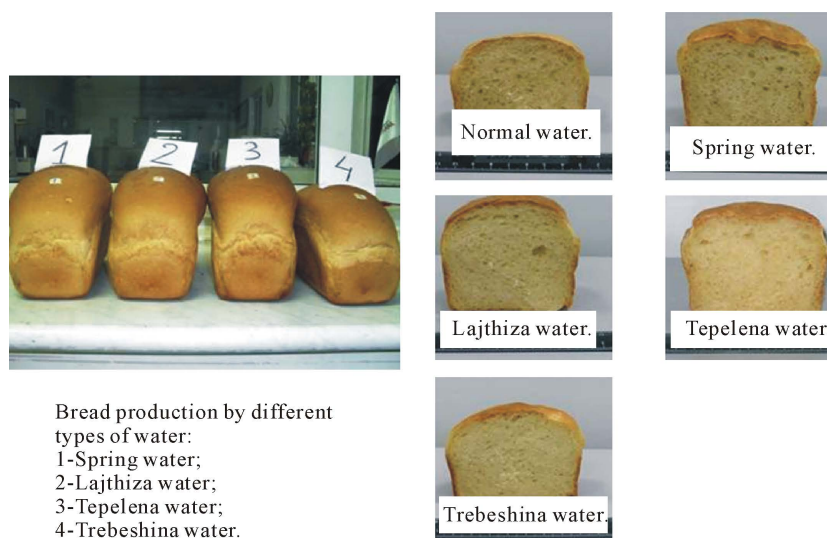 1
2
3
4
Normal water.
Spring water.
Lajthiza water.
Tepelena water
Trebeshina water.
Bread production by different
types of water:
1-Spring water;
2-Lajthiza water;
3-Tepelena water;
4-Trebeshina water.